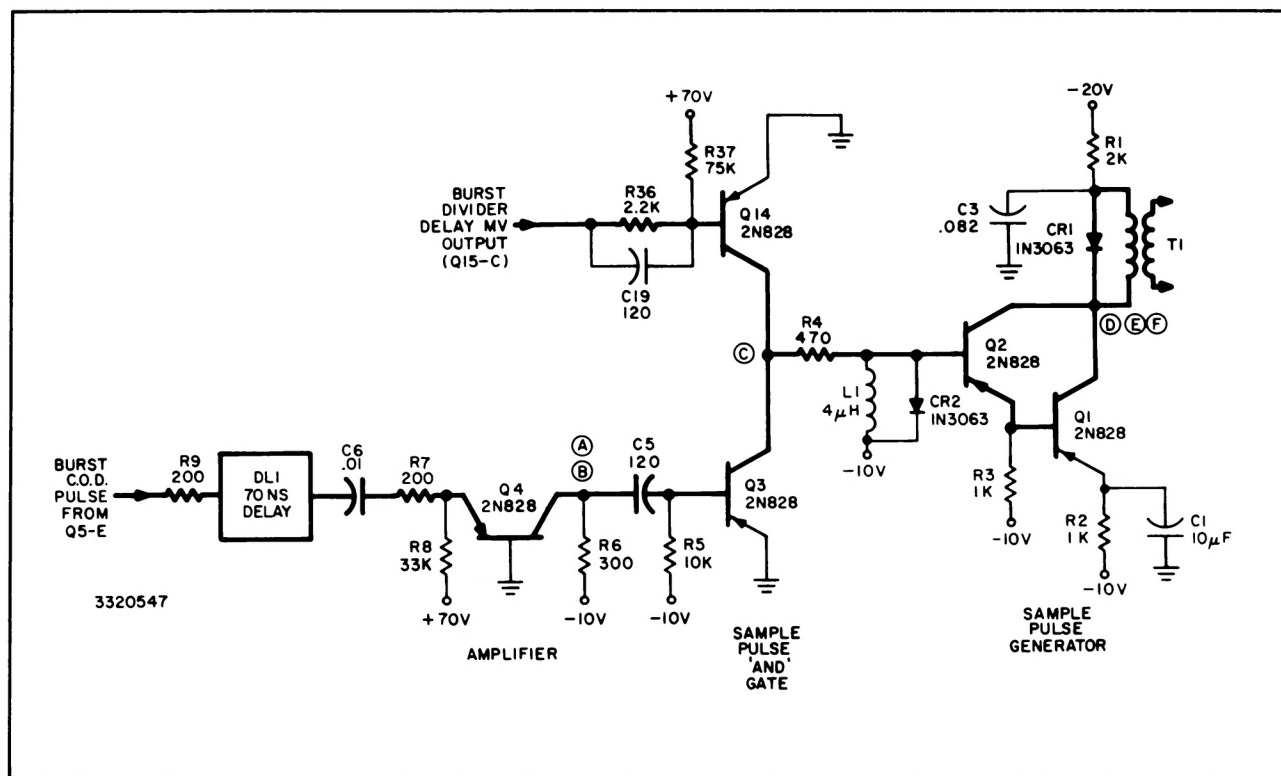 +70V
-20V
R37
75K
R1
2K
BURST
DIVIDER
DELAY MV
OUTPUT
(Q15-C)
R36
2.2K
Q14
2N828
C19
120
C3
.082
CR1
1N3063
T1
Ⓒ
R4
470
Q2
2N828
Ⓓ Ⓔ Ⓕ
L1
4μH
CR2
1N3063
-10V
Q1
2N828
R3
1K
-10V
R2
1K
-10V
C1
10μF
BURST
C.O.D.
PULSE
FROM
Q5-E
R9
200
DL1
70 NS
DELAY
C6
.01
R7
200
R8
33K
+70V
Q4
2N828
Ⓐ
Ⓑ
C5
120
R6
300
-10V
R5
10K
-10V
Q3
2N828
3320547
AMPLIFIER
SAMPLE
PULSE
'AND'
GATE
SAMPLE
PULSE
GENERATOR